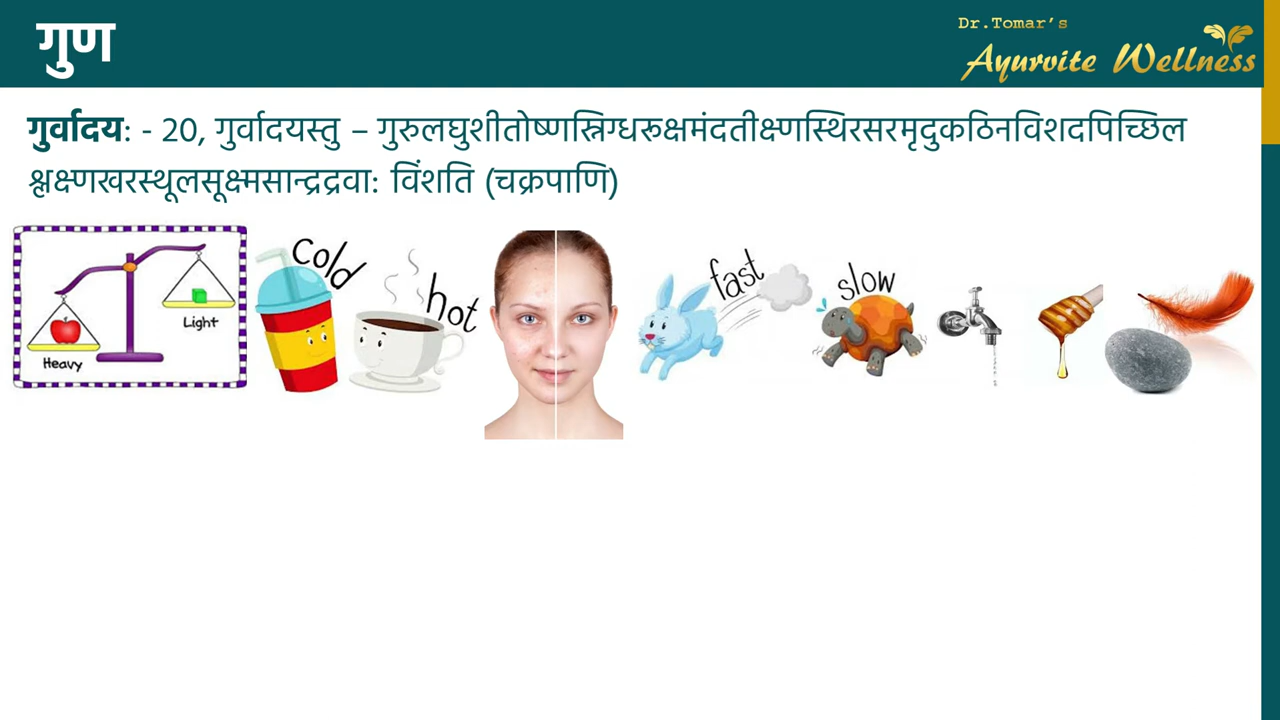 गुण
Dr.Tomar’s
Ayurvite Wellness
गुर्वादय: - 20, गुर्वादयस्तु – गुरुलघुशीतोष्णस्निग्धरूक्षमंदतीक्ष्णस्थिरसरमृदुकठिनविशदपिच्छिल
श्लक्ष्णखरस्थूलसूक्ष्मसान्द्रद्रवा: विंशति (चक्रपाणि)
Heavy
Light
cold
hot
fast
slow